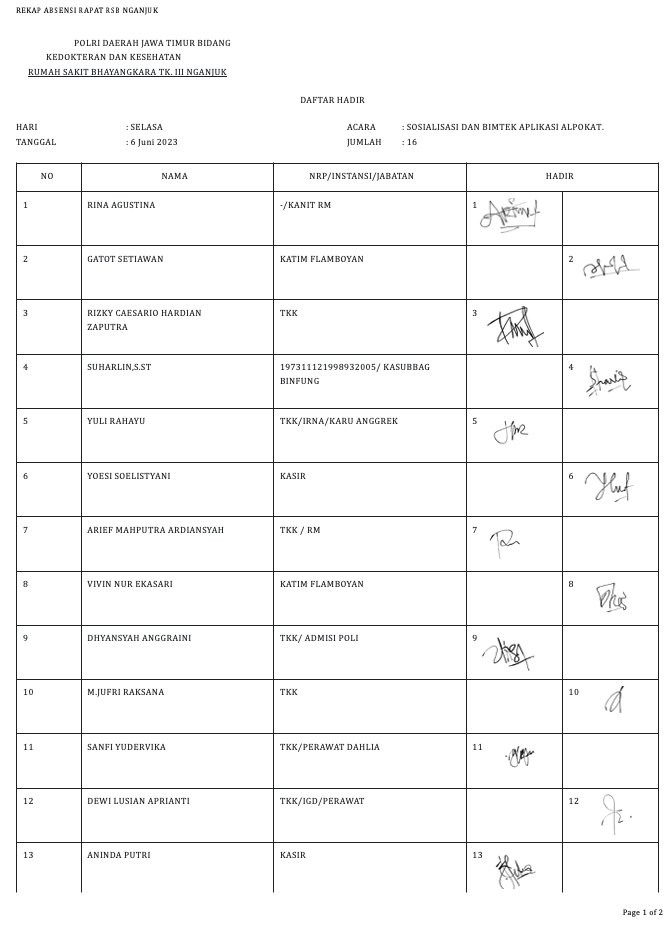 REKAP ABSENSI RAPAT RSB NGANJUK
POLRI DAERAH JAWA TIMUR BIDANG
KEDOKTERAN DAN KESEHATAN
RUMAH SAKIT BHAYANGKARA TK. III NGANJUK
DAFTAR HADIR
HARI : SELASA ACARA : SOSIALISASI DAN BIMTEK APLIKASI ALPOKAT.
TANGGAL : 6 Juni 2023 JUMLAH : 16
NO NAMA NRP/INSTANSI/JABATAN HADIR
1 RINA AGUSTINA -/KANIT RM 1
2 GATOT SETIAWAN KATIM FLAMBOYAN 2
3 RIZKY CAESARIO HARDIAN TKK 3
ZAPUTRA
4 SUHARLIN,S.ST 197311121998932005/ KASUBBAG 4
BINFUNG
5 YULI RAHAYU TKK/IRNA/KARU ANGGREK 5
6 YOESI SOELISTYANI KASIR 6
7 ARIEF MAHPUTRA ARDIANSYAH TKK / RM 7
8 VIVIN NUR EKASARI KATIM FLAMBOYAN 8
9 DHYANSYAH ANGGRAINI TKK/ ADMISI POLI 9
10 M.JUFRI RAKSANA TKK 10
11 SANFI YUDERVIKA TKK/PERAWAT DAHLIA 11
12 DEWI LUSIAN APRIANTI TKK/IGD/PERAWAT 12
13 ANINDA PUTRI KASIR 13
Page 1 of 2